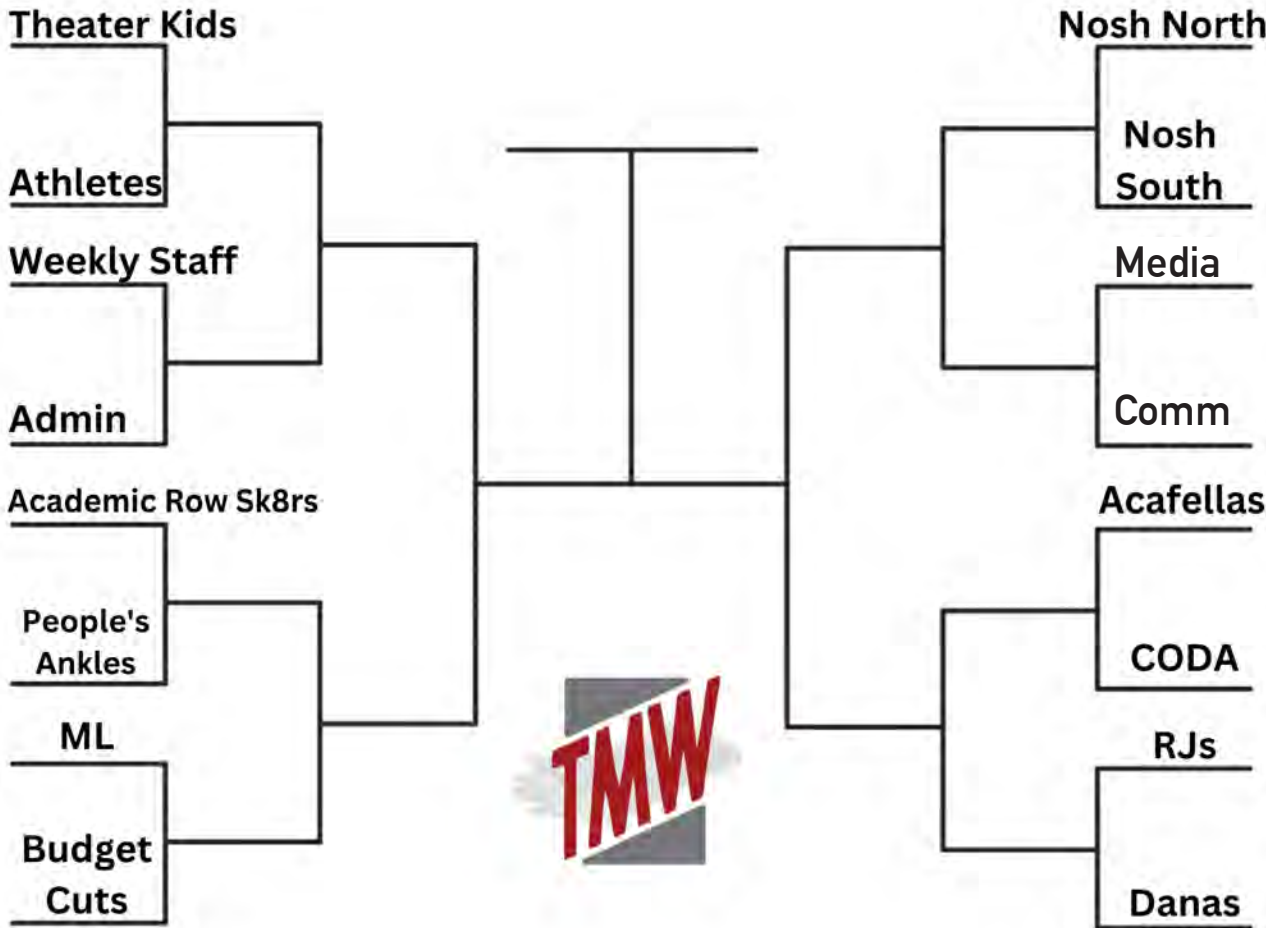 Theater Kids
Athletes
Weekly Staff
Admin
Academic Row Sk8rs
People's
Ankles
ML
Budget
Cuts
TMW
Nosh North
Nosh
South
Media
Comm
Acafellas
CODA
RJs
Danas